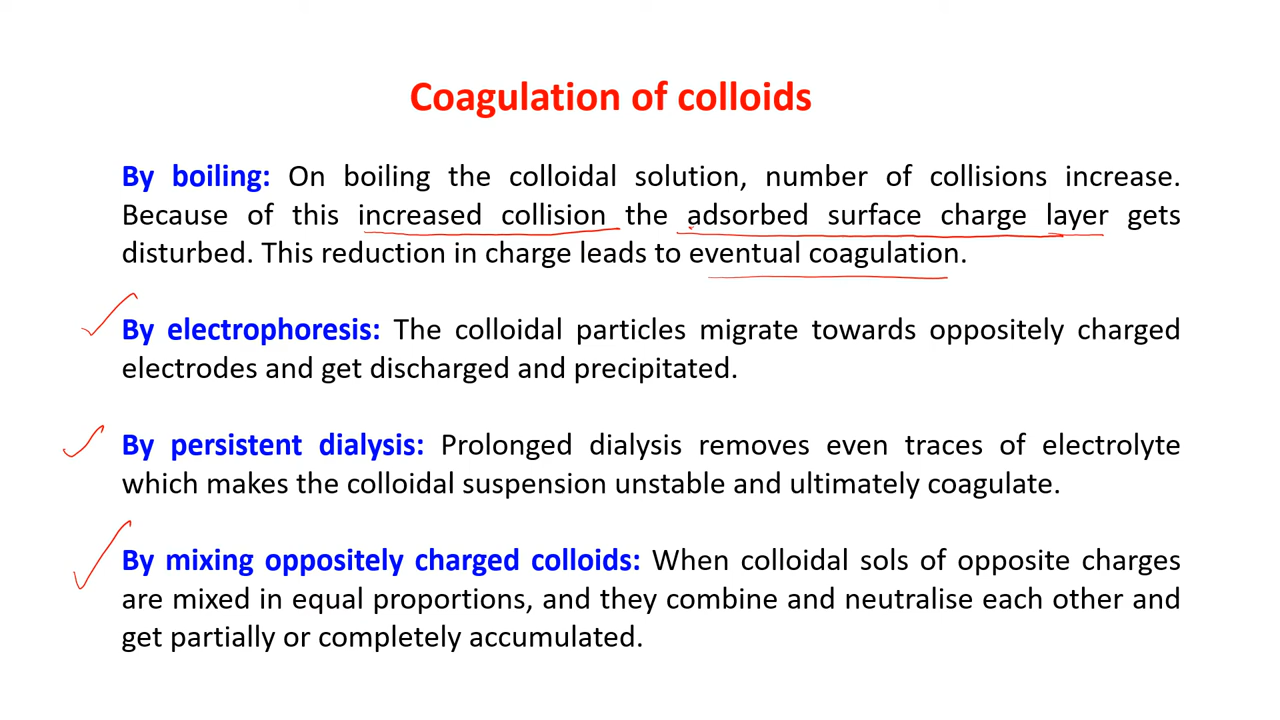 Coagulation of colloids
By boiling: On boiling the colloidal solution, number of collisions increase.
Because of this increased collision the adsorbed surface charge layer gets
disturbed. This reduction in charge leads to eventual coagulation.
By electrophoresis: The colloidal particles migrate towards oppositely charged
electrodes and get discharged and precipitated.
By persistent dialysis: Prolonged dialysis removes even traces of electrolyte
which makes the colloidal suspension unstable and ultimately coagulate.
By mixing oppositely charged colloids: When colloidal sols of opposite charges
are mixed in equal proportions, and they combine and neutralise each other and
get partially or completely accumulated.